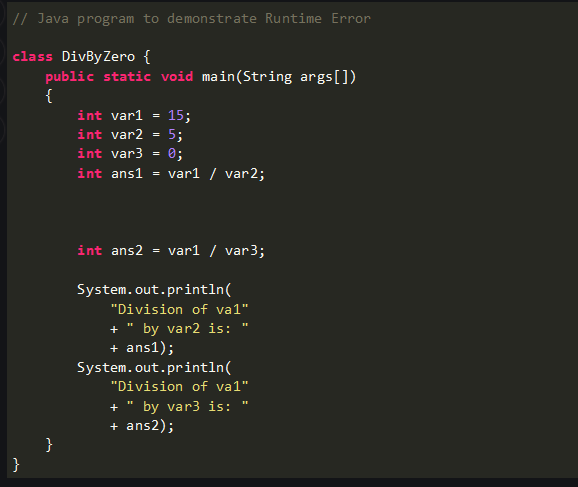 // Java program to demonstrate Runtime Error
class DivByZero {
    public static void main(String args[])
    {
        int var1 = 15;
        int var2 = 5;
        int var3 = 0;
        int ans1 = var1 / var2;
        int ans2 = var1 / var3;
        System.out.println(
            "Division of va1"
            + " by var2 is: "
            + ans1);
        System.out.println(
            "Division of va1"
            + " by var3 is: "
            + ans2);
    }
}